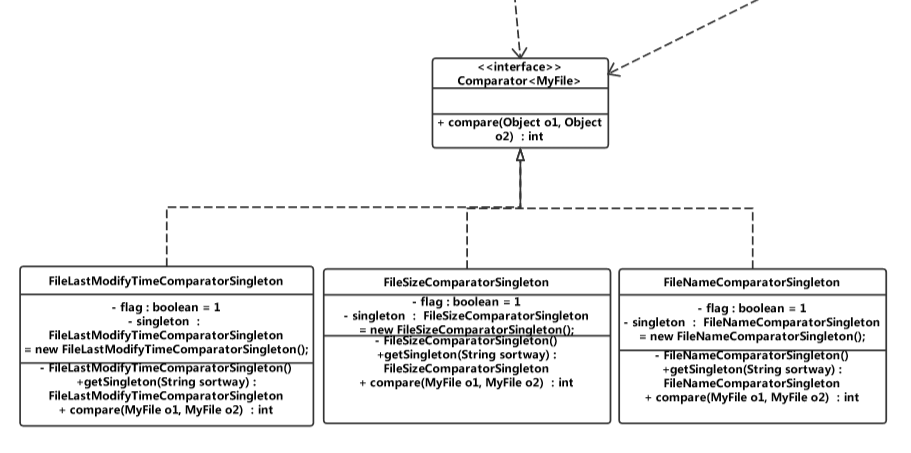 <<interface>>
Comparator<MyFile>
+ compare(Object o1, Object
o2) : int
FileLastModifyTimeComparatorSingleton
- flag : boolean = 1
- singleton :
FileLastModifyTimeComparatorSingleton
= new FileLastModifyTimeComparatorSingleton();
- FileLastModifyTimeComparatorSingleton()
+getSingleton(String sortway) :
FileLastModifyTimeComparatorSingleton
+ compare(MyFile o1, MyFile o2) : int
FileSizeComparatorSingleton
- flag : boolean = 1
- singleton : FileSizeComparatorSingleton
= new FileSizeComparatorSingleton();
- FileSizeComparatorSingleton()
+getSingleton(String sortway) :
FileSizeComparatorSingleton
+ compare(MyFile o1, MyFile o2) : int
FileNameComparatorSingleton
- flag : boolean = 1
- singleton : FileNameComparatorSingleton
= new FileNameComparatorSingleton();
- FileNameComparatorSingleton()
+getSingleton(String sortway) :
FileNameComparatorSingleton
+ compare(MyFile o1, MyFile o2) : int